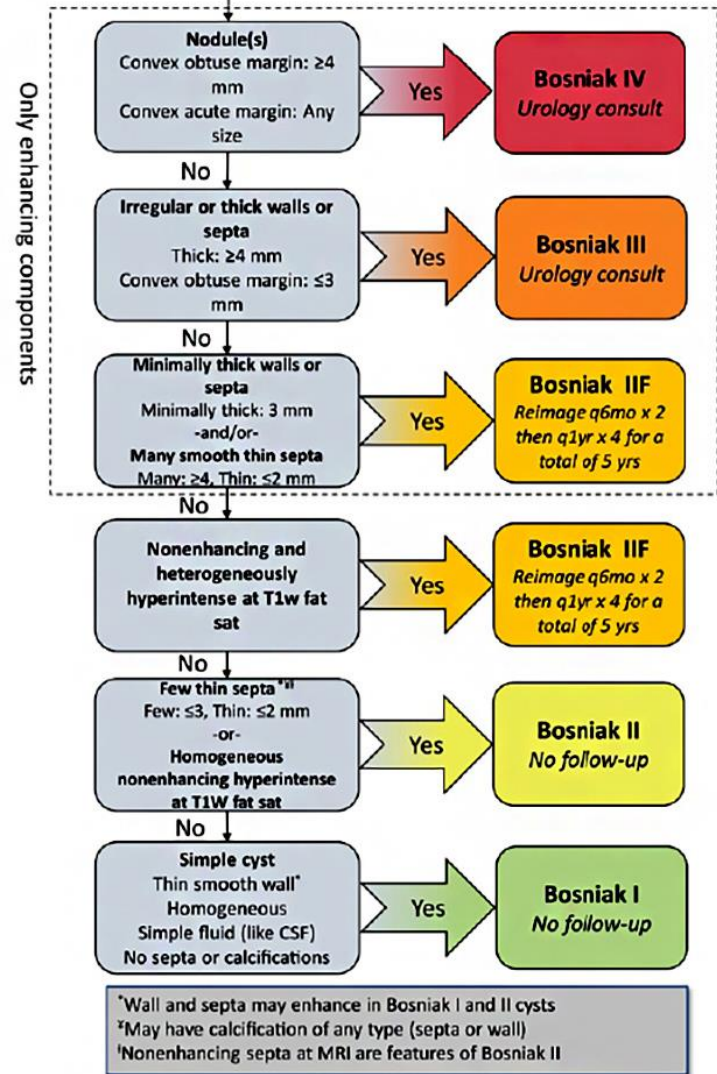 Only enhancing components
Nodule(s)
Convex obtuse margin: ≥4
mm
Convex acute margin: Any
size
Yes
Bosniak IV
Urology consult
No
Irregular or thick walls or
septa
Thick: ≥4 mm
Convex obtuse margin: ≤3
mm
Yes
Bosniak III
Urology consult
No
Minimally thick walls or
septa
Minimally thick: 3 mm
-and/or-
Many smooth thin septa
Many: ≥4, Thin: ≤2 mm
Yes
Bosniak IIF
Reimage q6mo x 2
then q1yr x 4 for a
total of 5 yrs
No
Nonenhancing and
heterogeneously
hyperintense at T1w fat
sat
Yes
Bosniak IIF
Reimage q6mo x 2
then q1yr x 4 for a
total of 5 yrs
No
Few thin septa*¥ƚ
Few: ≤3, Thin: ≤2 mm
-or-
Homogeneous
nonenhancing hyperintense
at T1W fat sat
Yes
Bosniak II
No follow-up
No
Simple cyst
Thin smooth wall*
Homogeneous
Simple fluid (like CSF)
No septa or calcifications
Yes
Bosniak I
No follow-up
*Wall and septa may enhance in Bosniak I and II cysts
¥May have calcification of any type (septa or wall)
ƚNonenhancing septa at MRI are features of Bosniak II